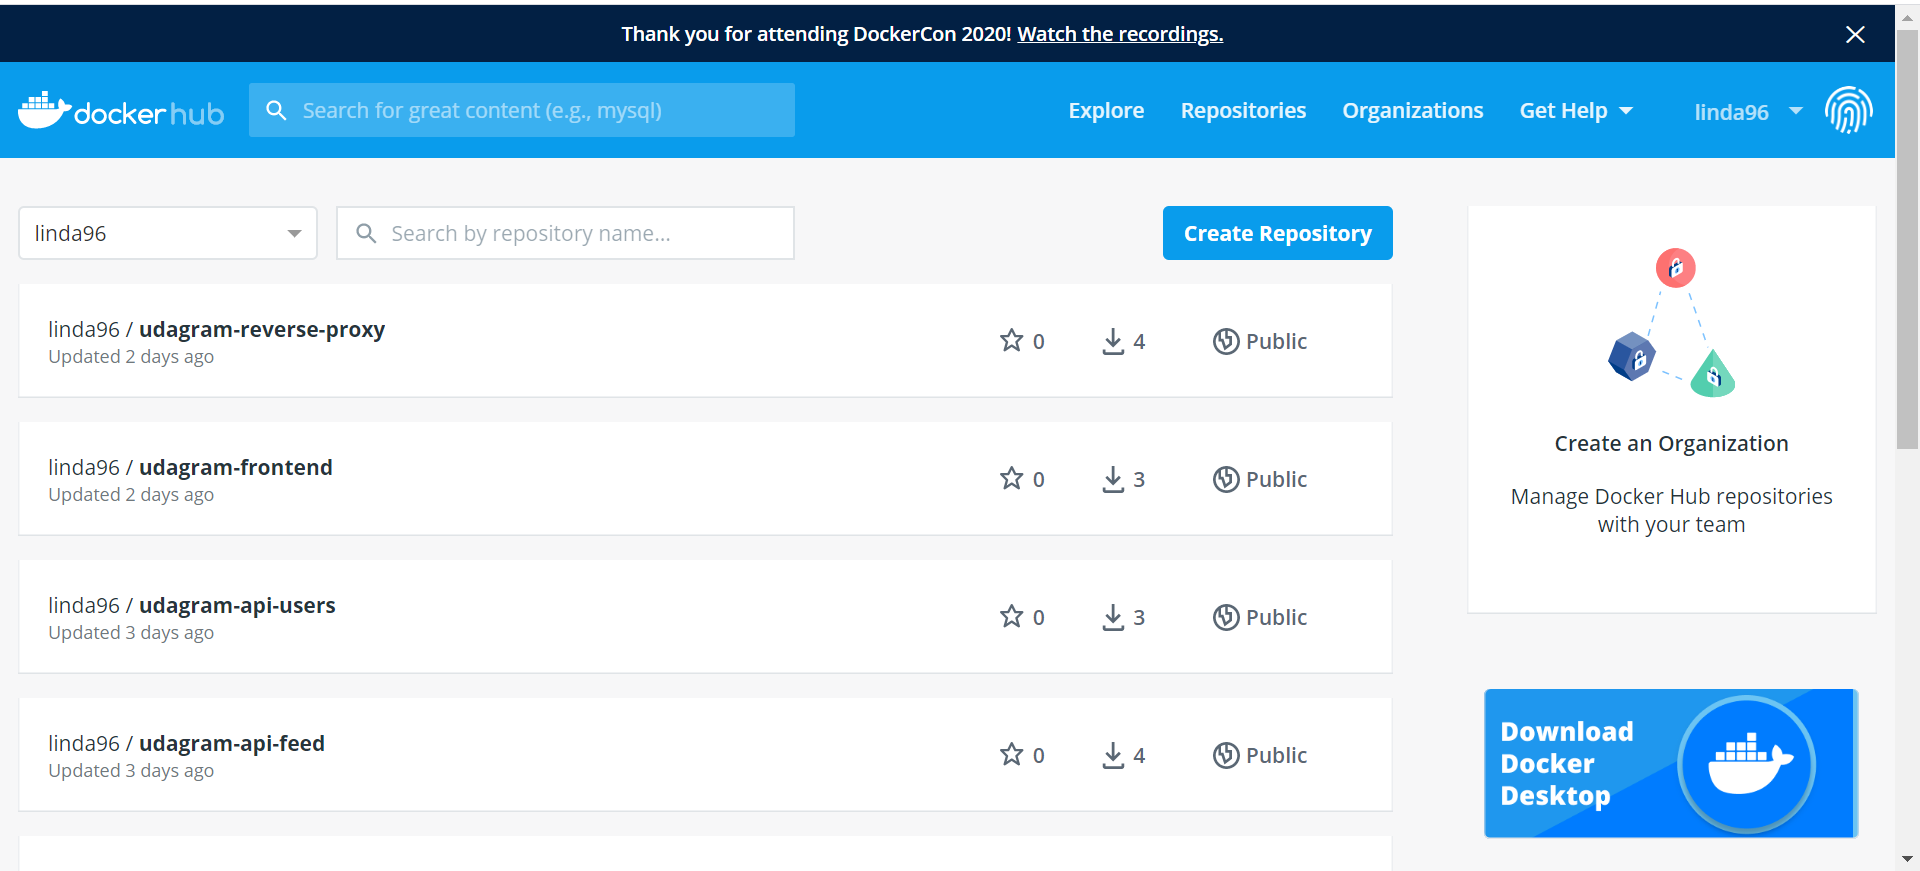 Thank you for attending DockerCon 2020! Watch the recordings.
docker hub
Search for great content (e.g., mysql)
Explore
Repositories
Organizations
Get Help
linda96
linda96
Search by repository name...
Create Repository
linda96 / udagram-reverse-proxy
Updated 2 days ago
0
4
Public
linda96 / udagram-frontend
Updated 2 days ago
0
3
Public
linda96 / udagram-api-users
Updated 3 days ago
0
3
Public
linda96 / udagram-api-feed
Updated 3 days ago
0
4
Public
Create an Organization
Manage Docker Hub repositories
with your team
Download
Docker
Desktop